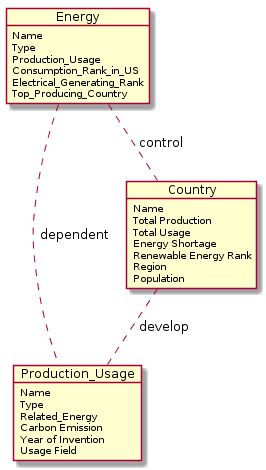 Energy
Name
Type
Production_Usage
Consumption_Rank_in_US
Electrical_Generating_Rank
Top_Producing_Country
control
Country
Name
Total Production
Total Usage
Energy Shortage
Renewable Energy Rank
Region
Population
dependent
develop
Production_Usage
Name
Type
Related_Energy
Carbon Emission
Year of Invention
Usage Field